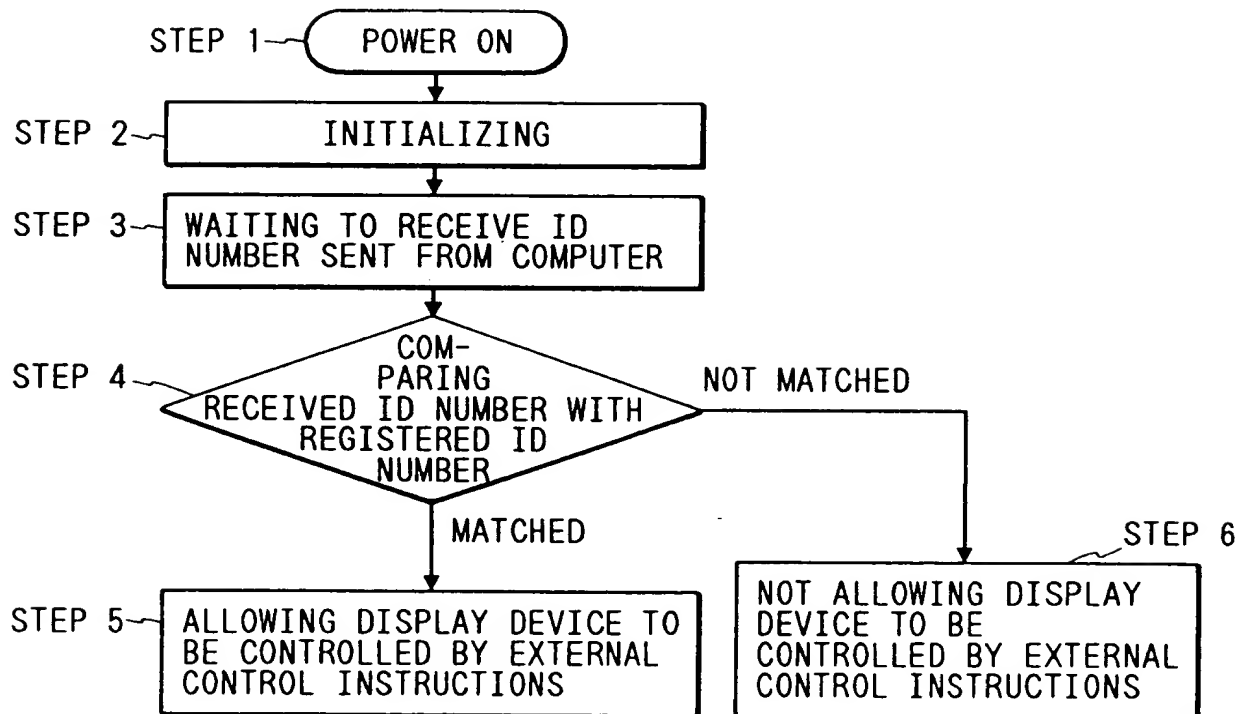 STEP 1
POWER ON
STEP 2
INITIALIZING
STEP 3
WAITING TO RECEIVE ID
NUMBER SENT FROM COMPUTER
STEP 4
COM-
PARING
RECEIVED ID NUMBER WITH
REGISTERED ID
NUMBER
NOT MATCHED
MATCHED
STEP 5
ALLOWING DISPLAY DEVICE TO
BE CONTROLLED BY EXTERNAL
CONTROL INSTRUCTIONS
STEP 6
NOT ALLOWING DISPLAY
DEVICE TO BE
CONTROLLED BY EXTERNAL
CONTROL INSTRUCTIONS